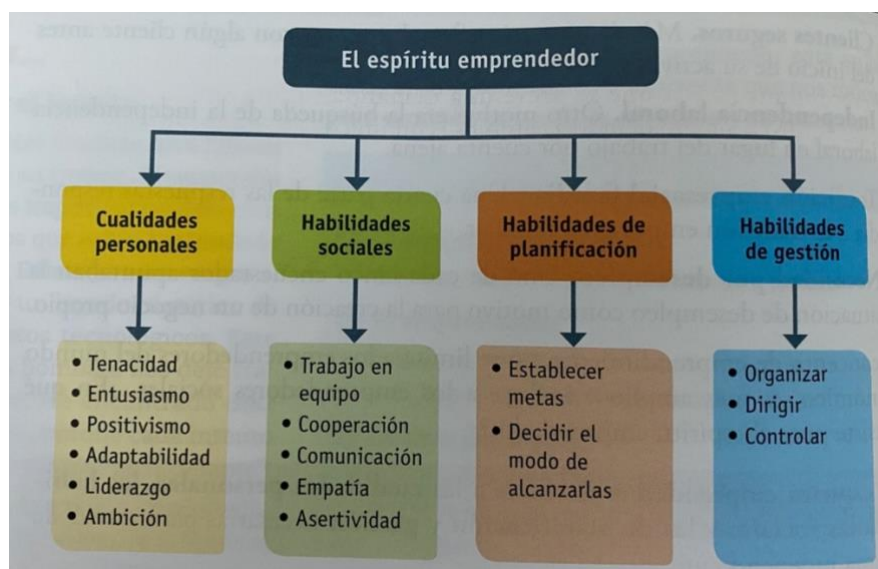 El espíritu emprendedor
Cualidades
personales
• Tenacidad
• Entusiasmo
• Positivismo
• Adaptabilidad
• Liderazgo
• Ambición
Habilidades
sociales
• Trabajo en
equipo
• Cooperación
• Comunicación
• Empatía
• Asertividad
Habilidades de
planificación
• Establecer
metas
• Decidir el
modo de
alcanzarlas
Habilidades
de gestión
• Organizar
• Dirigir
• Controlar